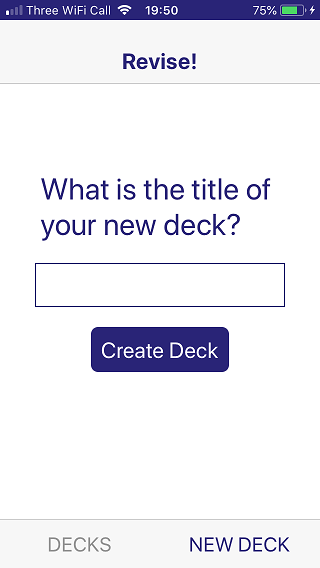 Three WiFi Call 19:50 75%
Revise!
What is the title of
your new deck?
Create Deck
DECKS NEW DECK